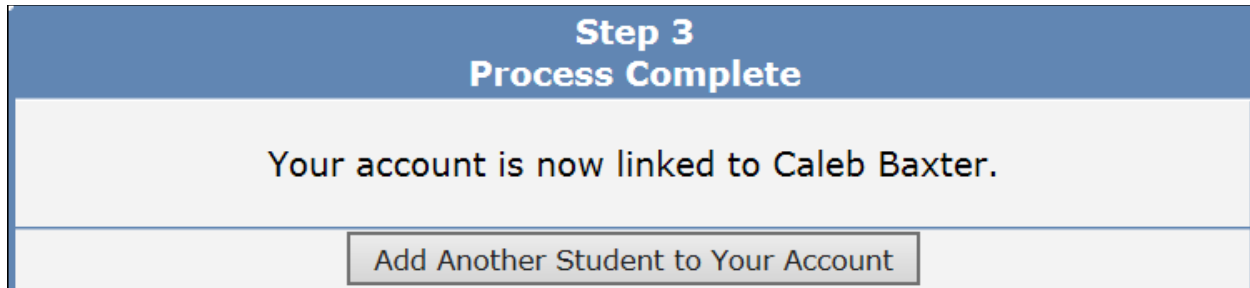 Step 3
Process Complete
Your account is now linked to Caleb Baxter.
Add Another Student to Your Account